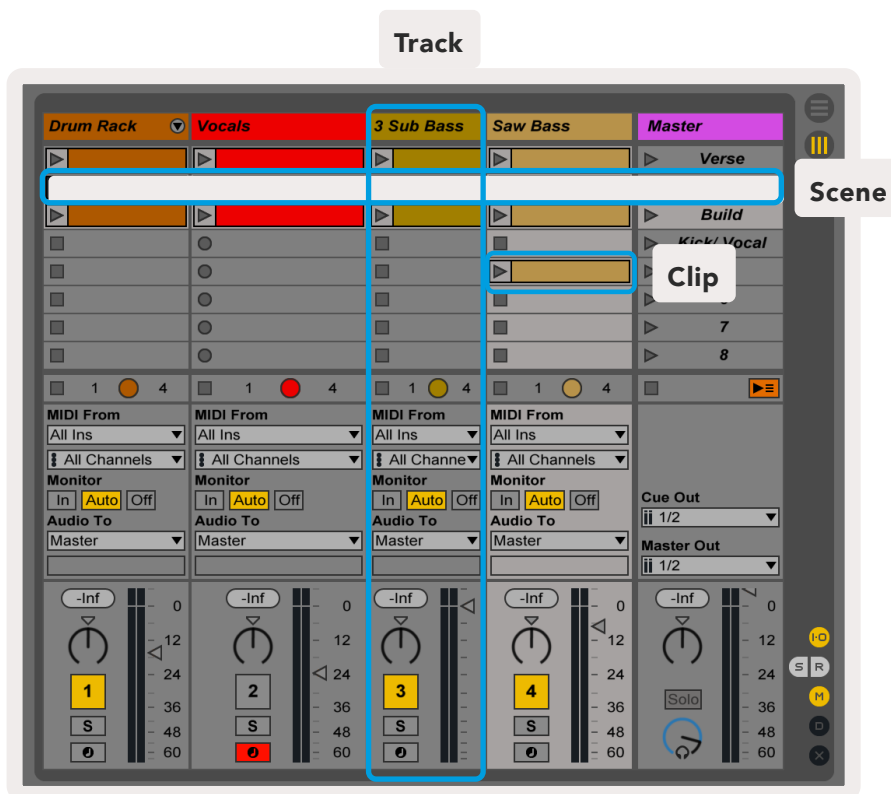 Track
Drum Rack Vocals 3 Sub Bass Saw Bass Master
Verse
Scene
Build
Kick/ Vocal
Clip
7
8
1 4 1 4 1 4 1 4
MIDI From MIDI From MIDI From MIDI From
All Ins All Ins All Ins All Ins
All Channels All Channels All Channe All Channels
Monitor Monitor Monitor Monitor
In Auto Off In Auto Off In Auto Off In Auto Off
Cue Out
Audio To Audio To Audio To Audio To
1/2
Master Master Master Master
Master Out
1/2
-Inf -Inf -Inf -Inf -Inf
0 0 0 0
12 12 12 12
I·O
24 24 24 24
S R
1 2 3 4 Solo
M
36 36 36 36
S S S S
48 48 48 48
D
60 60 60 60
X